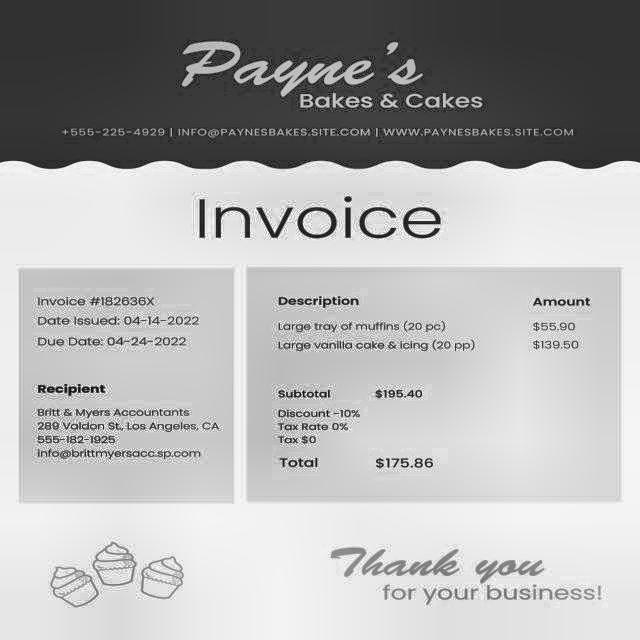 Payne's
Bakes & Cakes
+555-225-4929 | INFO@PAYNESBAKES.SITE.COM | WWW.PAYNESBAKES.SITE.COM
Invoice
Invoice #182636X
Date Issued: 04-14-2022
Due Date: 04-24-2022
Recipient
Britt & Myers Accountants
289 Valdon St., Los Angeles, CA
555-182-1925
info@brittmyersacc.sp.com
Description Amount
Large tray of muffins (20 pc) $55.90
Large vanilla cake & icing (20 pp) $139.50
Subtotal $195.40
Discount -10%
Tax Rate 0%
Tax $0
Total $175.86
Thank you
for your business!